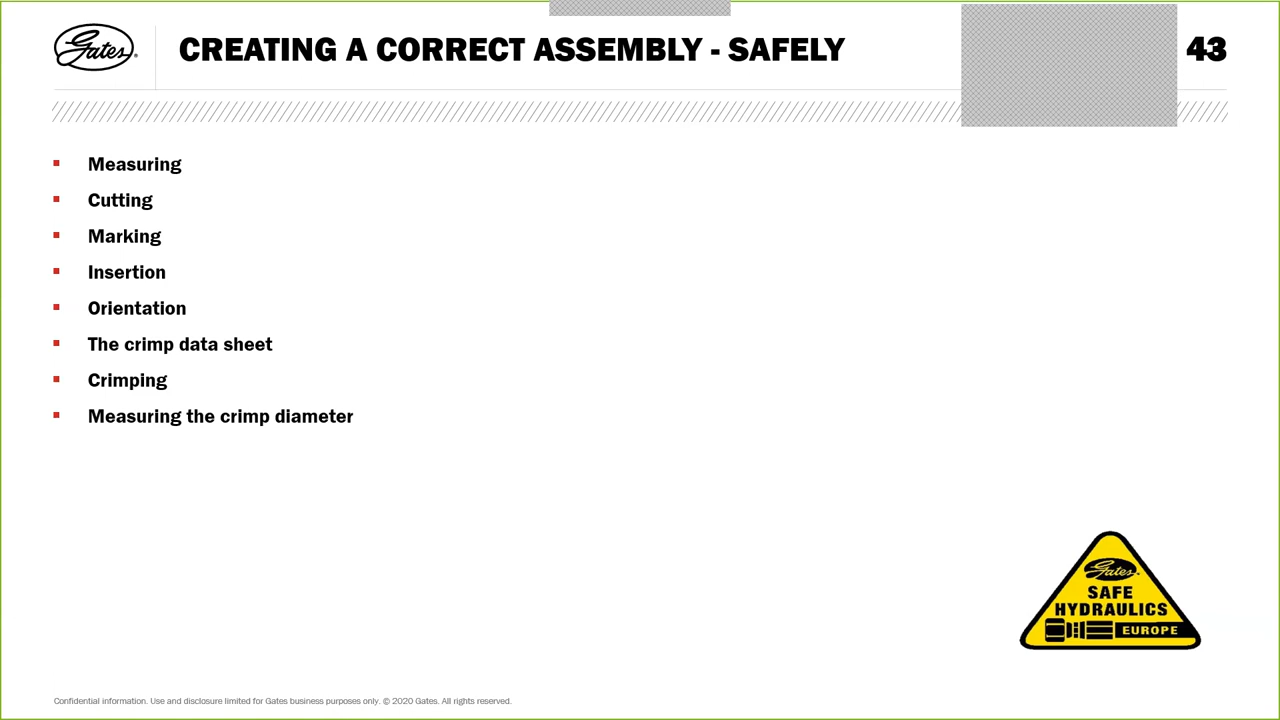 Gates
CREATING A CORRECT ASSEMBLY - SAFELY
43
Measuring
Cutting
Marking
Insertion
Orientation
The crimp data sheet
Crimping
Measuring the crimp diameter
Gates
SAFE
HYDRAULICS
EUROPE
Confidential information. Use and disclosure limited for Gates business purposes only. © 2020 Gates. All rights reserved.